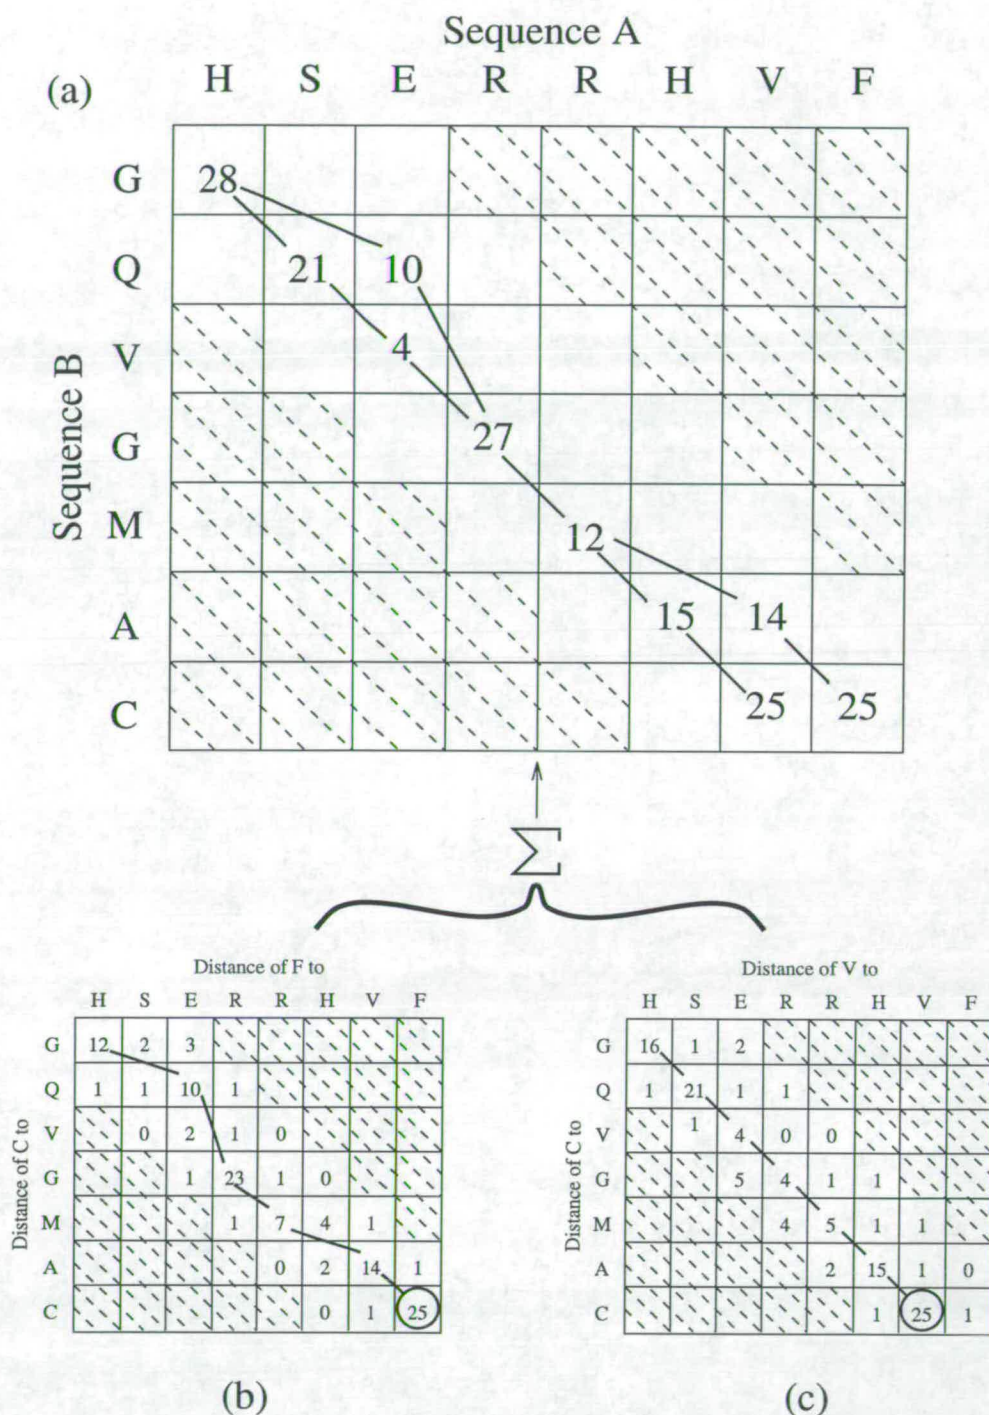 Sequence A
(a) H S E R R H V F
Sequence B
G 28
Q 21 10
V 4
G 27
M 12
A 15 14
C 25 25
Σ
Distance of F to
H S E R R H V F
Distance of C to
G 12 2 3
Q 1 1 10 1
V 0 2 1 0
G 1 23 1 0
M 1 7 4 1
A 0 2 14 1
C 0 1 25
(b)
Distance of V to
H S E R R H V F
Distance of C to
G 16 1 2
Q 1 21 1 1
V 1 4 0 0
G 5 4 1 1
M 4 5 1 1
A 2 15 1 0
C 1 25 1
(c)